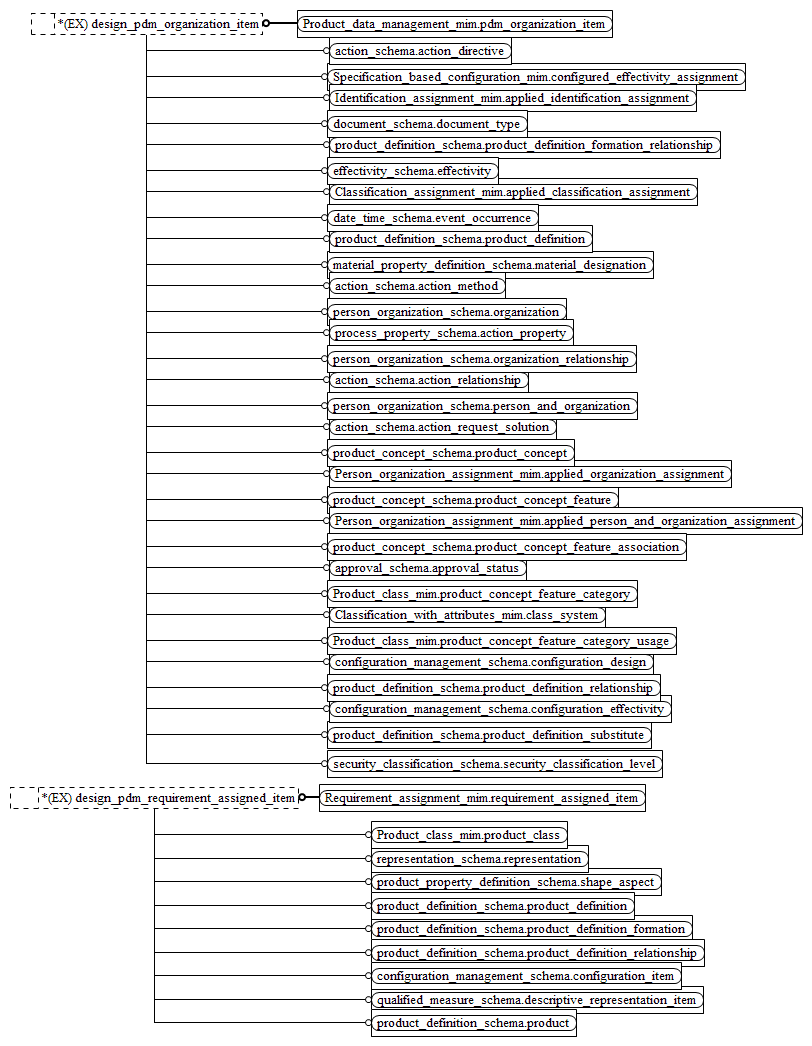 *(EX) design_pdm_organization_item Product_data_management_mim.pdm_organization_item
action_schema.action_directive
Specification_based_configuration_mim.configured_effectivity_assignment
Identification_assignment_mim.applied_identification_assignment
document_schema.document_type
product_definition_schema.product_definition_formation_relationship
effectivity_schema.effectivity
Classification_assignment_mim.applied_classification_assignment
date_time_schema.event_occurrence
product_definition_schema.product_definition
material_property_definition_schema.material_designation
action_schema.action_method
person_organization_schema.organization
process_property_schema.action_property
person_organization_schema.organization_relationship
action_schema.action_relationship
person_organization_schema.person_and_organization
action_schema.action_request_solution
product_concept_schema.product_concept
Person_organization_assignment_mim.applied_organization_assignment
product_concept_schema.product_concept_feature
Person_organization_assignment_mim.applied_person_and_organization_assignment
product_concept_schema.product_concept_feature_association
approval_schema.approval_status
Product_class_mim.product_concept_feature_category
Classification_with_attributes_mim.class_system
Product_class_mim.product_concept_feature_category_usage
configuration_management_schema.configuration_design
product_definition_schema.product_definition_relationship
configuration_management_schema.configuration_effectivity
product_definition_schema.product_definition_substitute
security_classification_schema.security_classification_level
*(EX) design_pdm_requirement_assigned_item Requirement_assignment_mim.requirement_assigned_item
Product_class_mim.product_class
representation_schema.representation
product_property_definition_schema.shape_aspect
product_definition_schema.product_definition
product_definition_schema.product_definition_formation
product_definition_schema.product_definition_relationship
configuration_management_schema.configuration_item
qualified_measure_schema.descriptive_representation_item
product_definition_schema.product